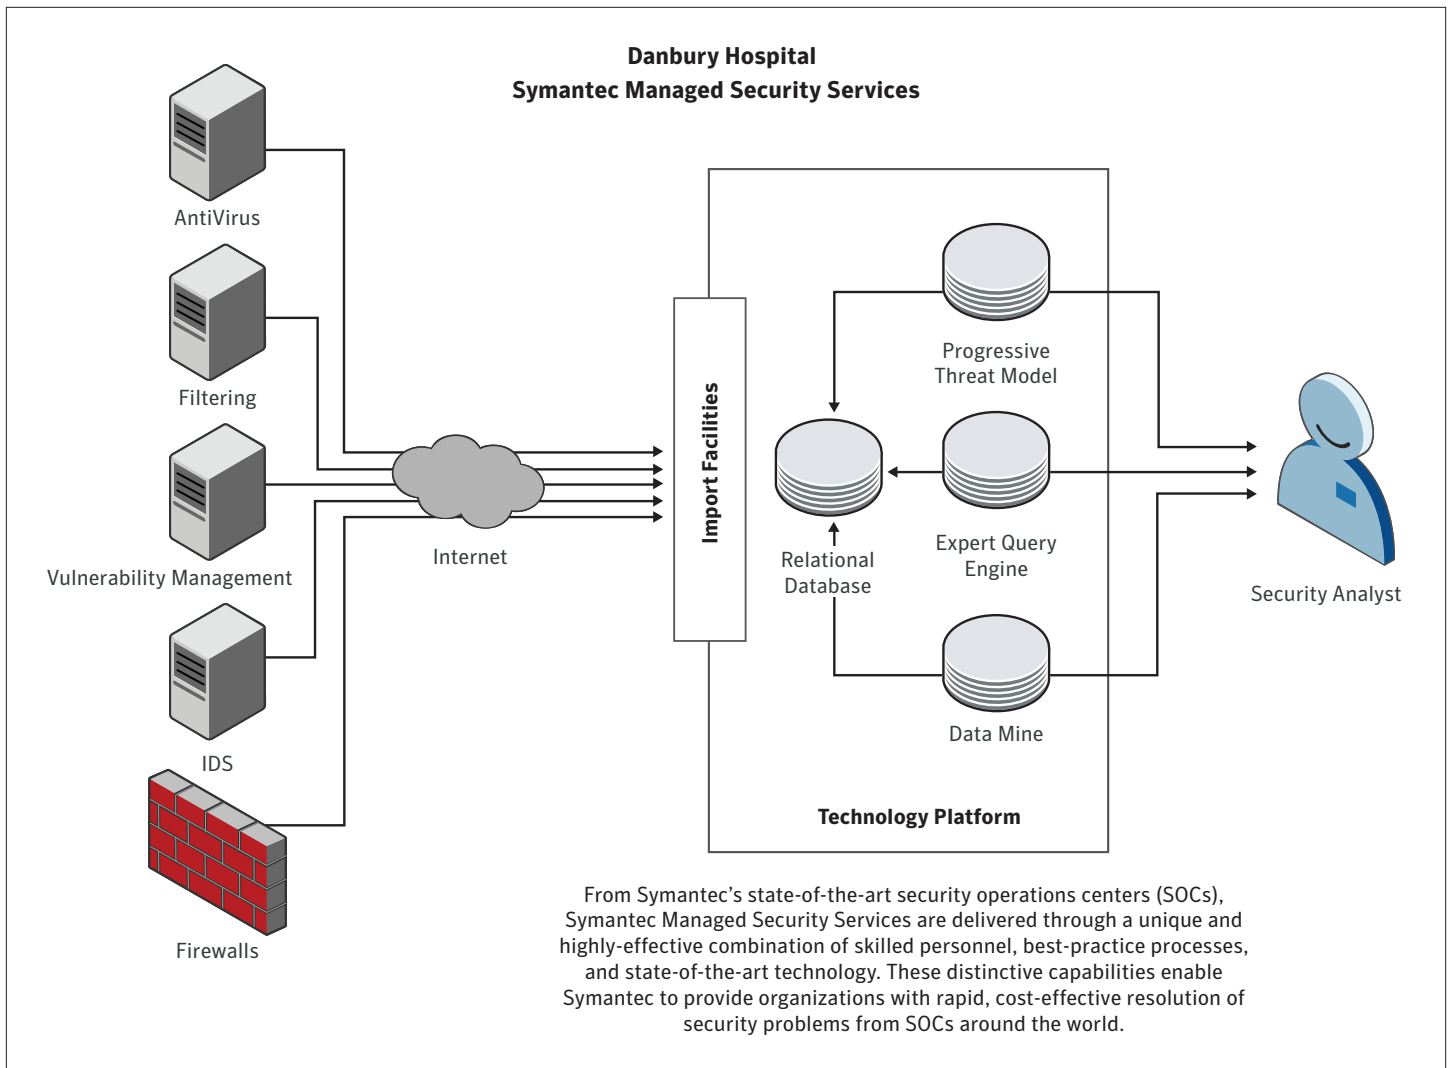 Danbury Hospital
Symantec Managed Security Services
AntiVirus
Filtering
Vulnerability Management
IDS
Firewalls
Internet
Import Facilities
Progressive
Threat Model
Relational
Database
Expert Query
Engine
Data Mine
Technology Platform
Security Analyst
From Symantec’s state-of-the-art security operations centers (SOCs),
Symantec Managed Security Services are delivered through a unique and
highly-effective combination of skilled personnel, best-practice processes,
and state-of-the-art technology. These distinctive capabilities enable
Symantec to provide organizations with rapid, cost-effective resolution of
security problems from SOCs around the world.